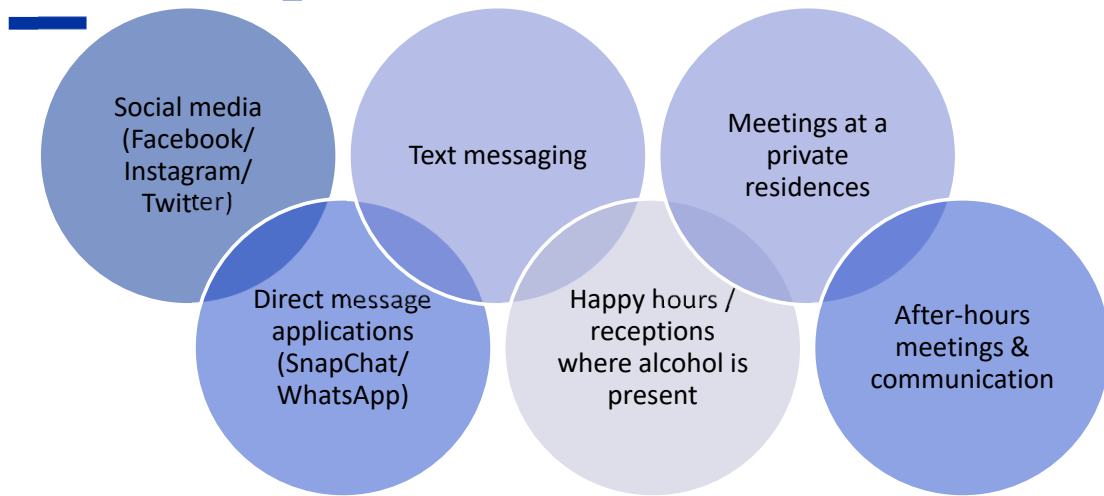 Social media
(Facebook/
Instagram/
Twitter)
Text messaging
Meetings at a
private
residences
Direct message
applications
(SnapChat/
WhatsApp)
Happy hours /
receptions
where alcohol is
present
After-hours
meetings &
communication